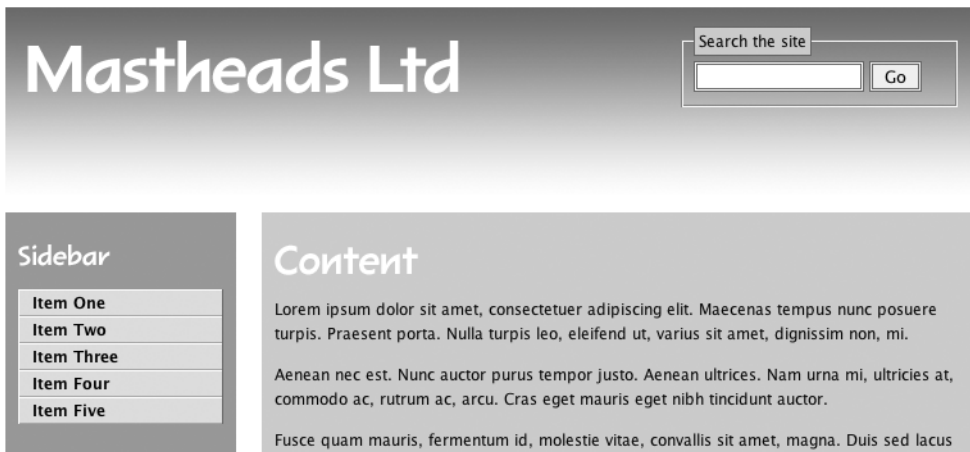 Mastheads Ltd
Search the site
Go
Sidebar
Item One
Item Two
Item Three
Item Four
Item Five
Content
Lorem ipsum dolor sit amet, consectetuer adipiscing elit. Maecenas tempus nunc posuere
turpis. Praesent porta. Nulla turpis leo, eleifend ut, varius sit amet, dignissim non, mi.
Aenean nec est. Nunc auctor purus tempor justo. Aenean ultrices. Nam urna mi, ultricies at,
commodo ac, rutrum ac, arcu. Cras eget mauris eget nibh tincidunt auctor.
Fusce quam mauris, fermentum id, molestie vitae, convallis sit amet, magna. Duis sed lacus